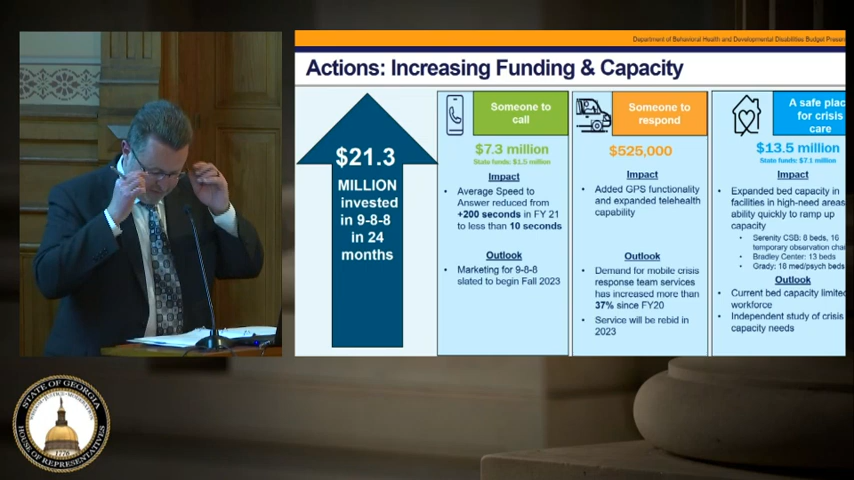 Department of Behavioral Health and Developmental Disabilities Budget Presen
Actions: Increasing Funding & Capacity
$21.3
MILLION
invested
in 9-8-8
in 24
months
Someone to
call
$7.3 million
State funds: $1.5 million
Impact
• Average Speed to
Answer reduced from
+200 seconds in FY 21
to less than 10 seconds
Outlook
• Marketing for 9-8-8
slated to begin Fall 2023
Someone to
respond
$525,000
Impact
• Added GPS functionality
and expanded telehealth
capability
Outlook
• Demand for mobile crisis
response team services
has increased more than
37% since FY20
• Service will be rebid in
2023
A safe plac
for crisis
care
$13.5 million
State funds: $7.1 million
Impact
• Expanded bed capacity in
facilities in high-need areas
ability quickly to ramp up
capacity
• Serenity CSB: 8 beds, 16
temporary observation chai
• Bradley Center: 13 beds
• Grady: 18 med/psych beds
Outlook
• Current bed capacity limited
workforce
• Independent study of crisis
capacity needs
STATE OF GEORGIA
HOUSE OF REPRESENTATIVES
1776